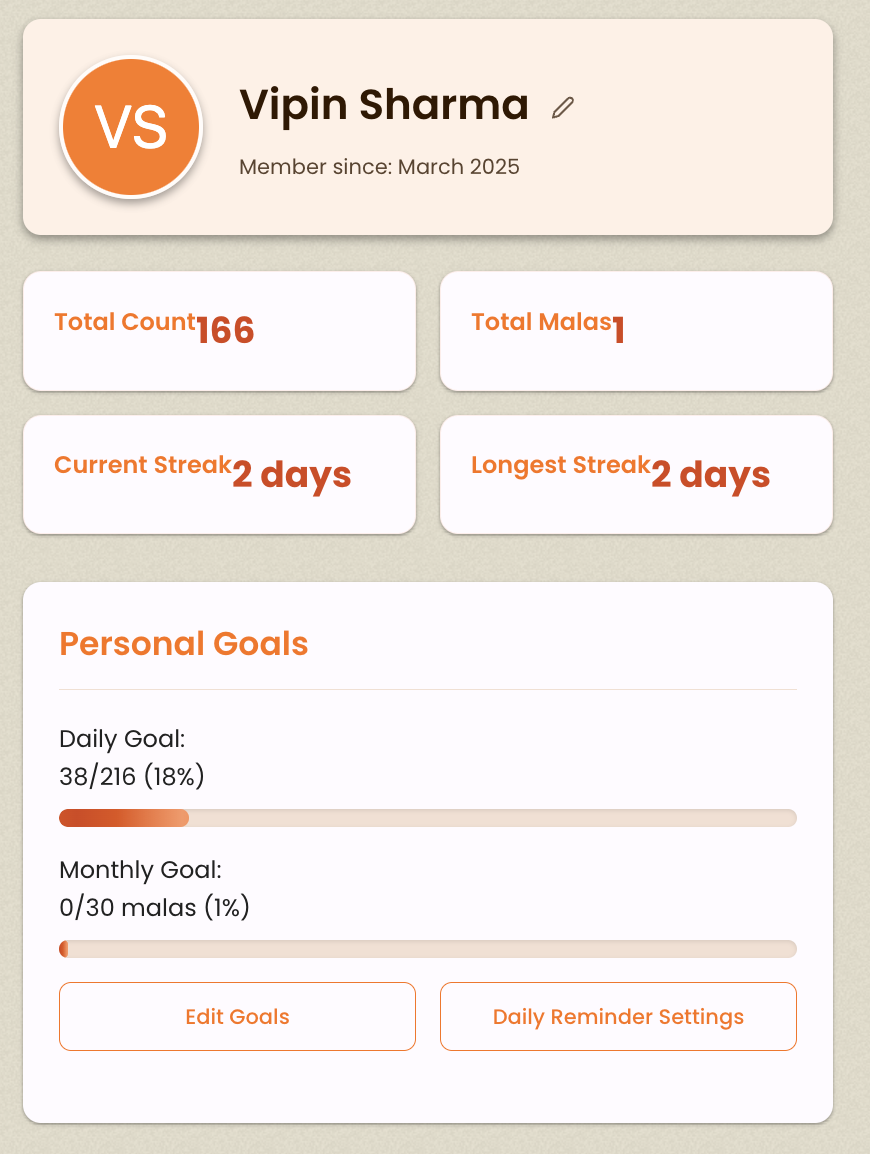 VS
Vipin Sharma
Member since: March 2025
Total Count166
Total Malas1
Current Streak2 days
Longest Streak2 days
Personal Goals
Daily Goal:
38/216 (18%)
Monthly Goal:
0/30 malas (1%)
Edit Goals
Daily Reminder Settings